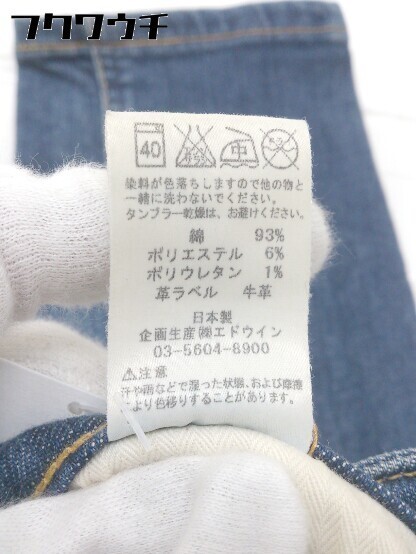 フクワウチ
40
染料が色落ちしますので他の物と
一緒に洗わないでください。
タンブラー乾燥は、お避けください。
綿 93%
ポリエステル 6%
ポリウレタン 1%
革ラベル 牛革
日本製
企画生産㈱エドウイン
03-5604-8900
⚠注意
汗や雨などで湿った状態、および摩擦
により色移りすることがあります。